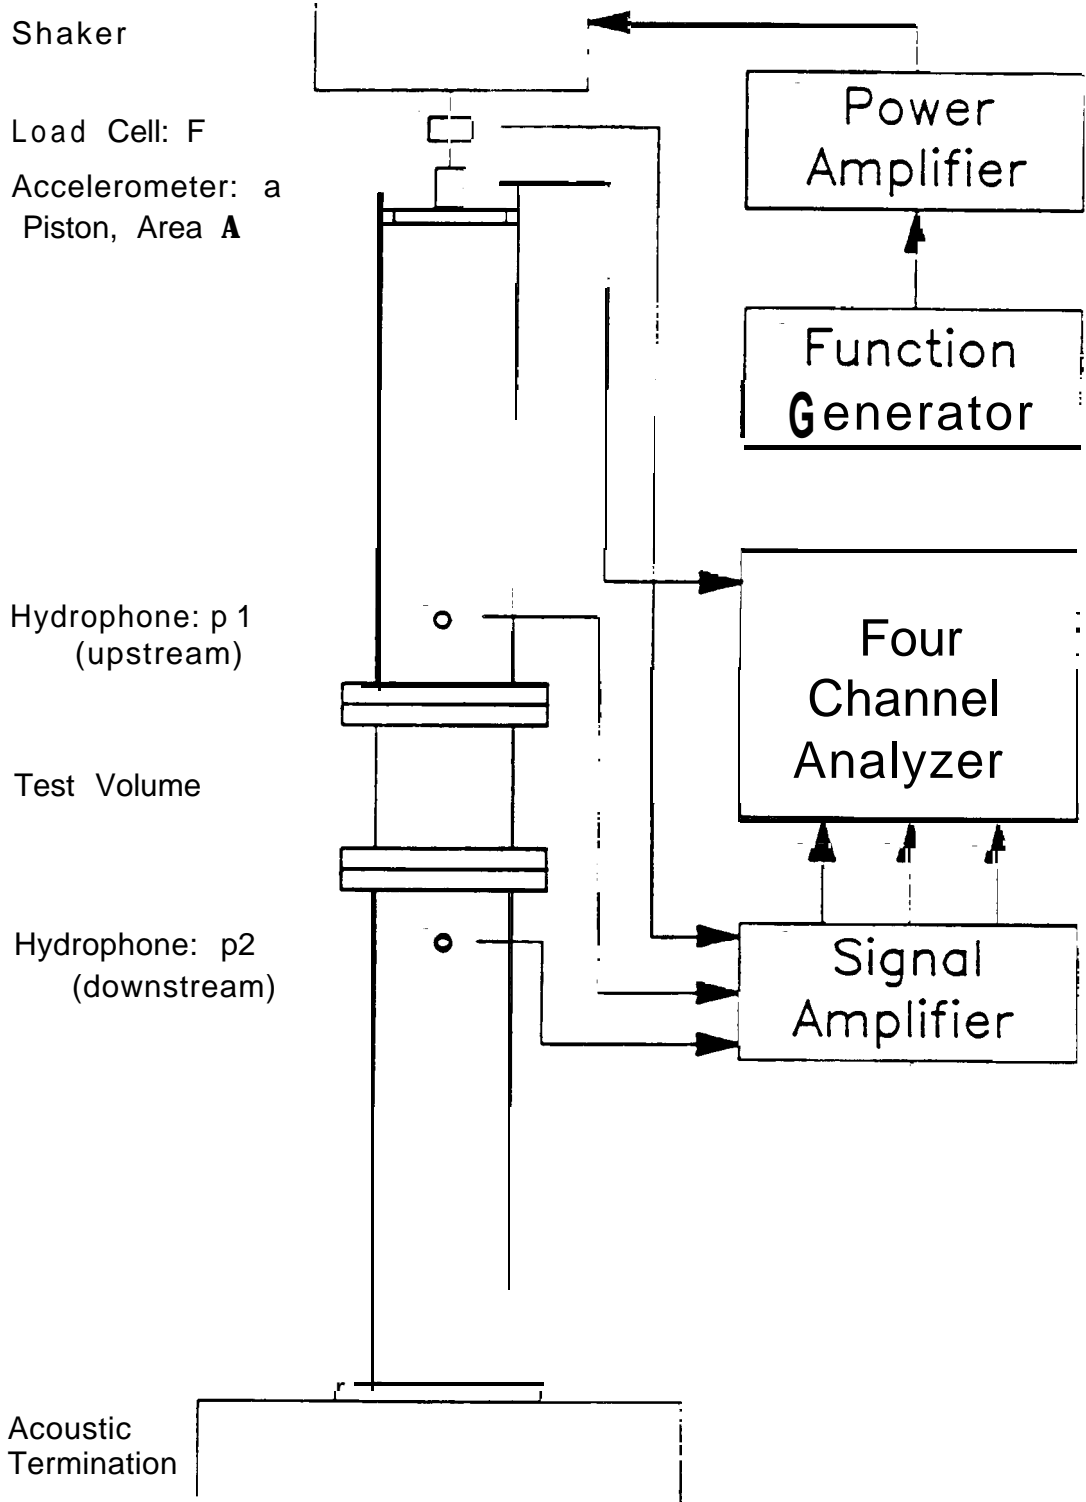 Shaker
Load Cell: F
Accelerometer: a
Piston, Area A
Hydrophone: p 1
(upstream)
Test Volume
Hydrophone: p2
(downstream)
Acoustic
Termination
Power
Amplifier
Function
Generator
Four
Channel
Analyzer
Signal
Amplifier